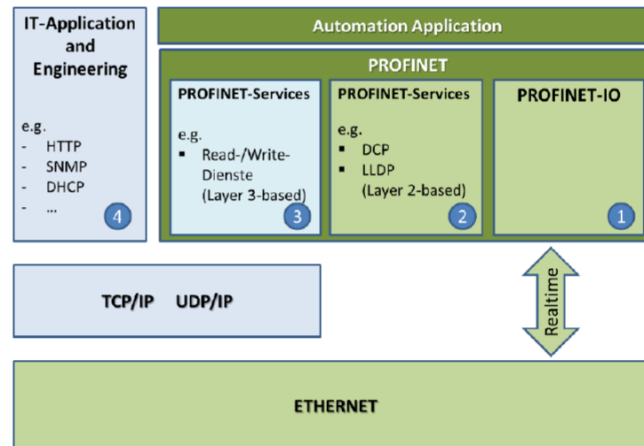 IT-Application
and
Engineering
e.g.
- HTTP
- SNMP
- DHCP
- ...
4
Automation Application
PROFINET
PROFINET-Services
e.g.
▪ Read-/Write-
Dienste
(Layer 3-based)
3
PROFINET-Services
e.g.
▪ DCP
▪ LLDP
(Layer 2-based)
2
PROFINET-IO
1
TCP/IP UDP/IP
Realtime
ETHERNET